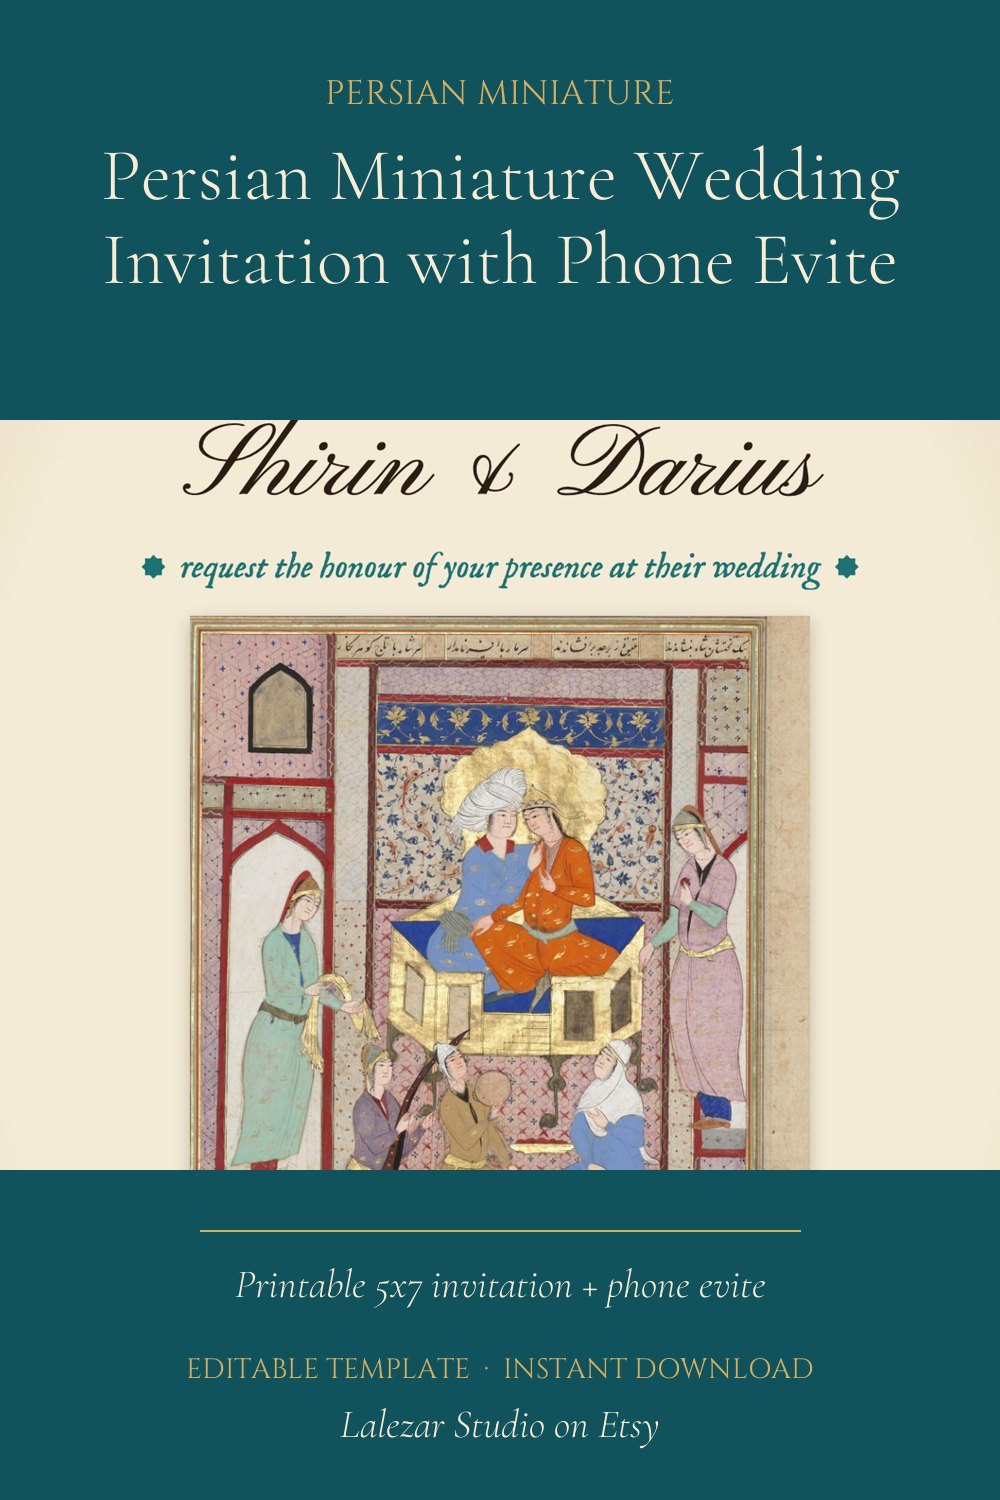 PERSIAN MINIATURE
Persian Miniature Wedding
Invitation with Phone Evite
Shirin & Darius
request the honour of your presence at their wedding
Printable 5x7 invitation + phone evite
EDITABLE TEMPLATE · INSTANT DOWNLOAD
Lalezar Studio on Etsy